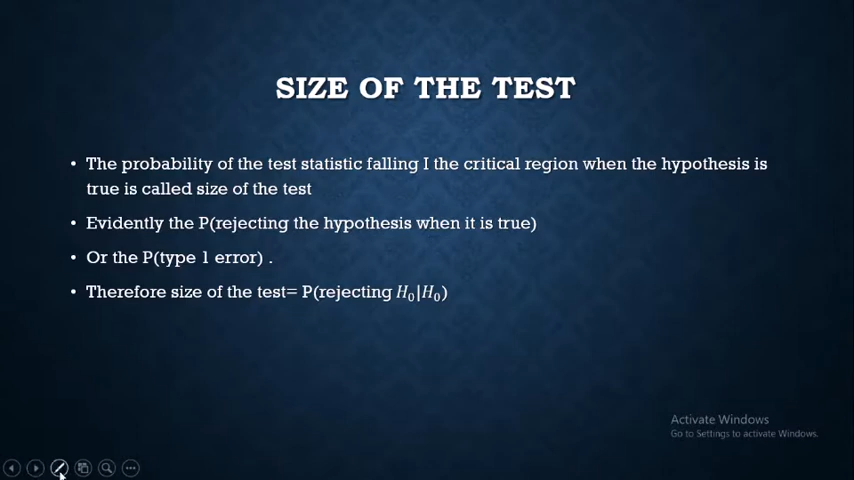 SIZE OF THE TEST
• The probability of the test statistic falling I the critical region when the hypothesis is
true is called size of the test
• Evidently the P(rejecting the hypothesis when it is true)
• Or the P(type 1 error) .
• Therefore size of the test= P(rejecting H₀|H₀)
Activate Windows
Go to Settings to activate Windows.